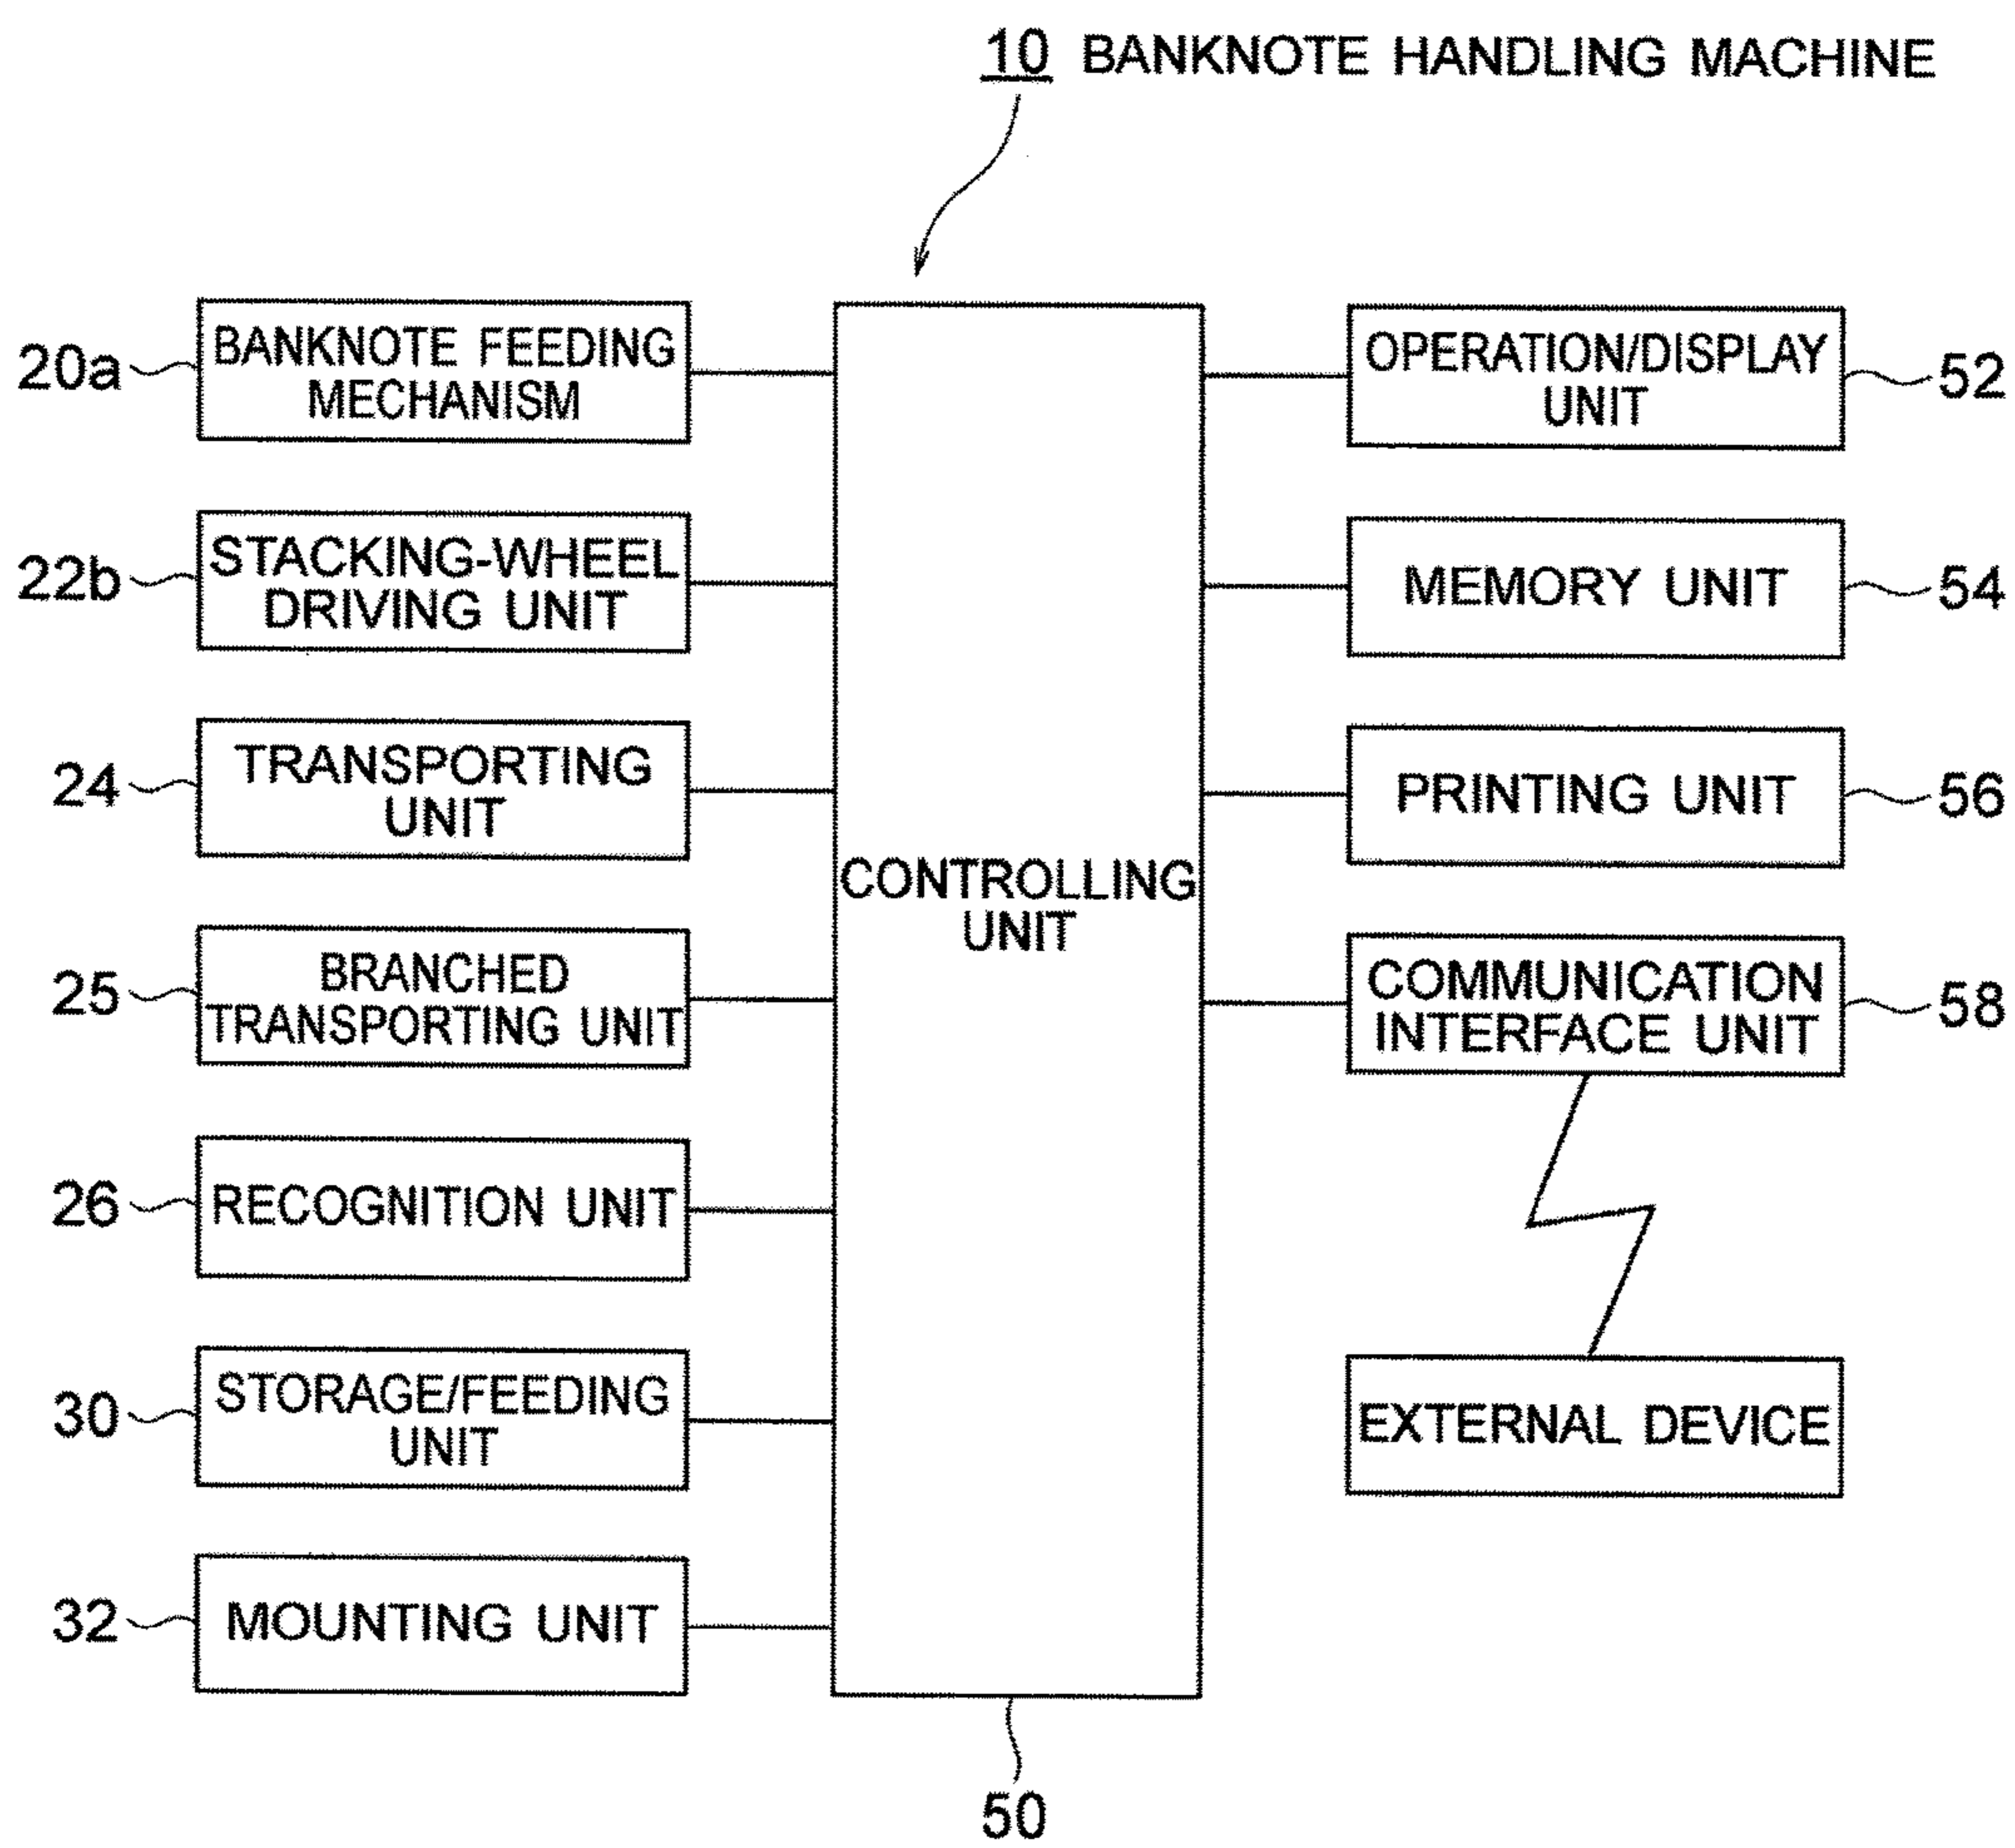 10 BANKNOTE HANDLING MACHINE
20a
BANKNOTE FEEDING
MECHANISM
22b
STACKING-WHEEL
DRIVING UNIT
24
TRANSPORTING
UNIT
25
BRANCHED
TRANSPORTING UNIT
26
RECOGNITION UNIT
30
STORAGE/FEEDING
UNIT
32
MOUNTING UNIT
CONTROLLING
UNIT
50
OPERATION/DISPLAY
UNIT
52
MEMORY UNIT
54
PRINTING UNIT
56
COMMUNICATION
INTERFACE UNIT
58
EXTERNAL DEVICE